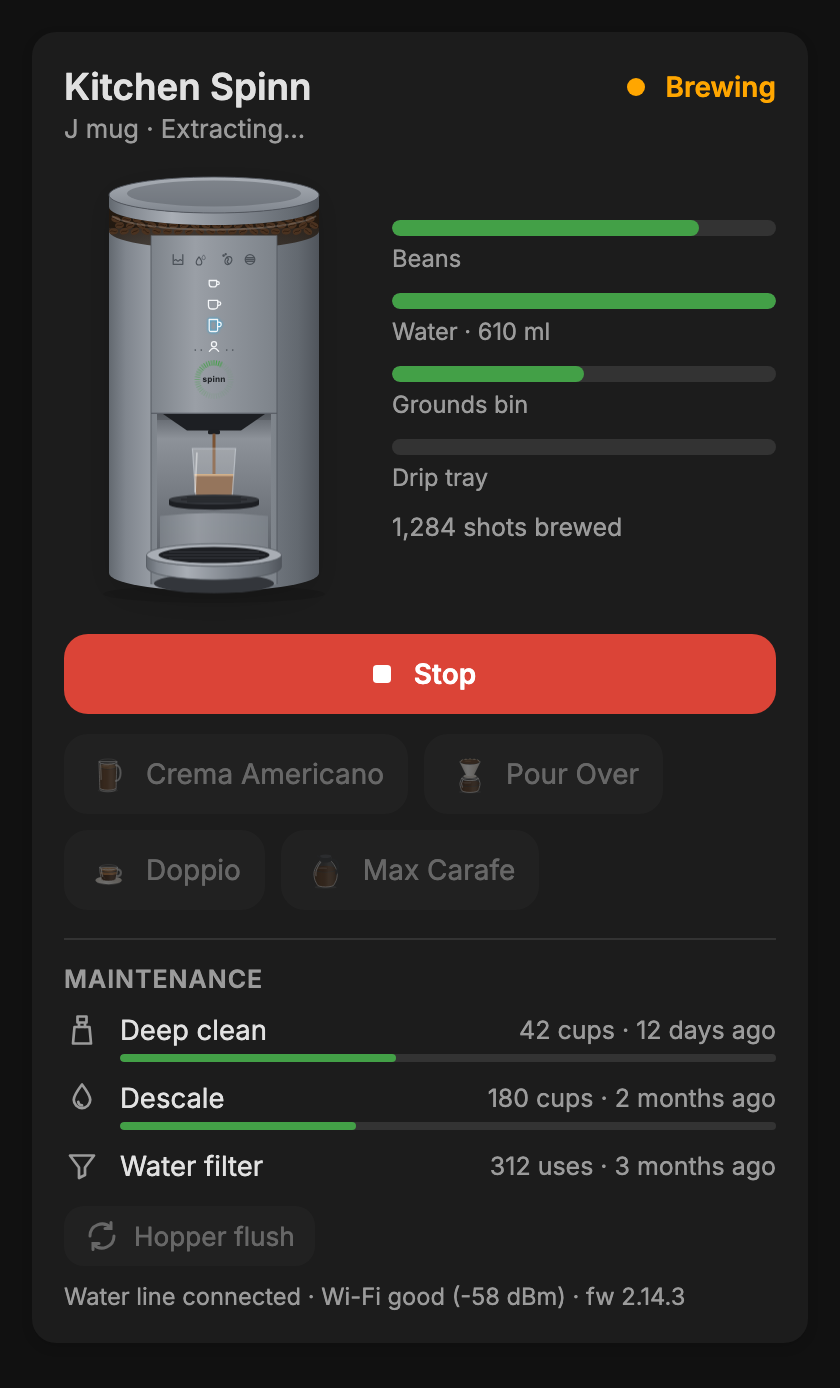 Kitchen Spinn
Brewing
J mug · Extracting...
spinn
Beans
Water · 610 ml
Grounds bin
Drip tray
1,284 shots brewed
Stop
Crema Americano
Pour Over
Doppio
Max Carafe
MAINTENANCE
Deep clean
42 cups · 12 days ago
Descale
180 cups · 2 months ago
Water filter
312 uses · 3 months ago
Hopper flush
Water line connected · Wi-Fi good (-58 dBm) · fw 2.14.3